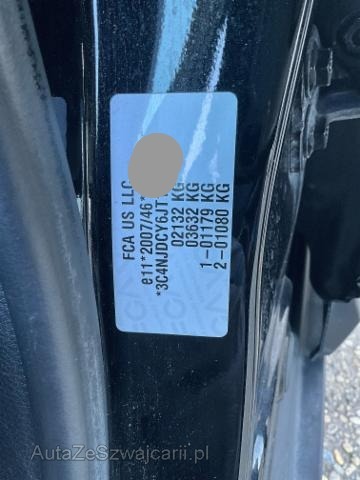 FCA US LLC
e11*2007/46*
*3C4NJDCY6JT
02132 KG
03632 KG
1-01179 KG
2-01080 KG
AutaZeSzwajcarii.pl